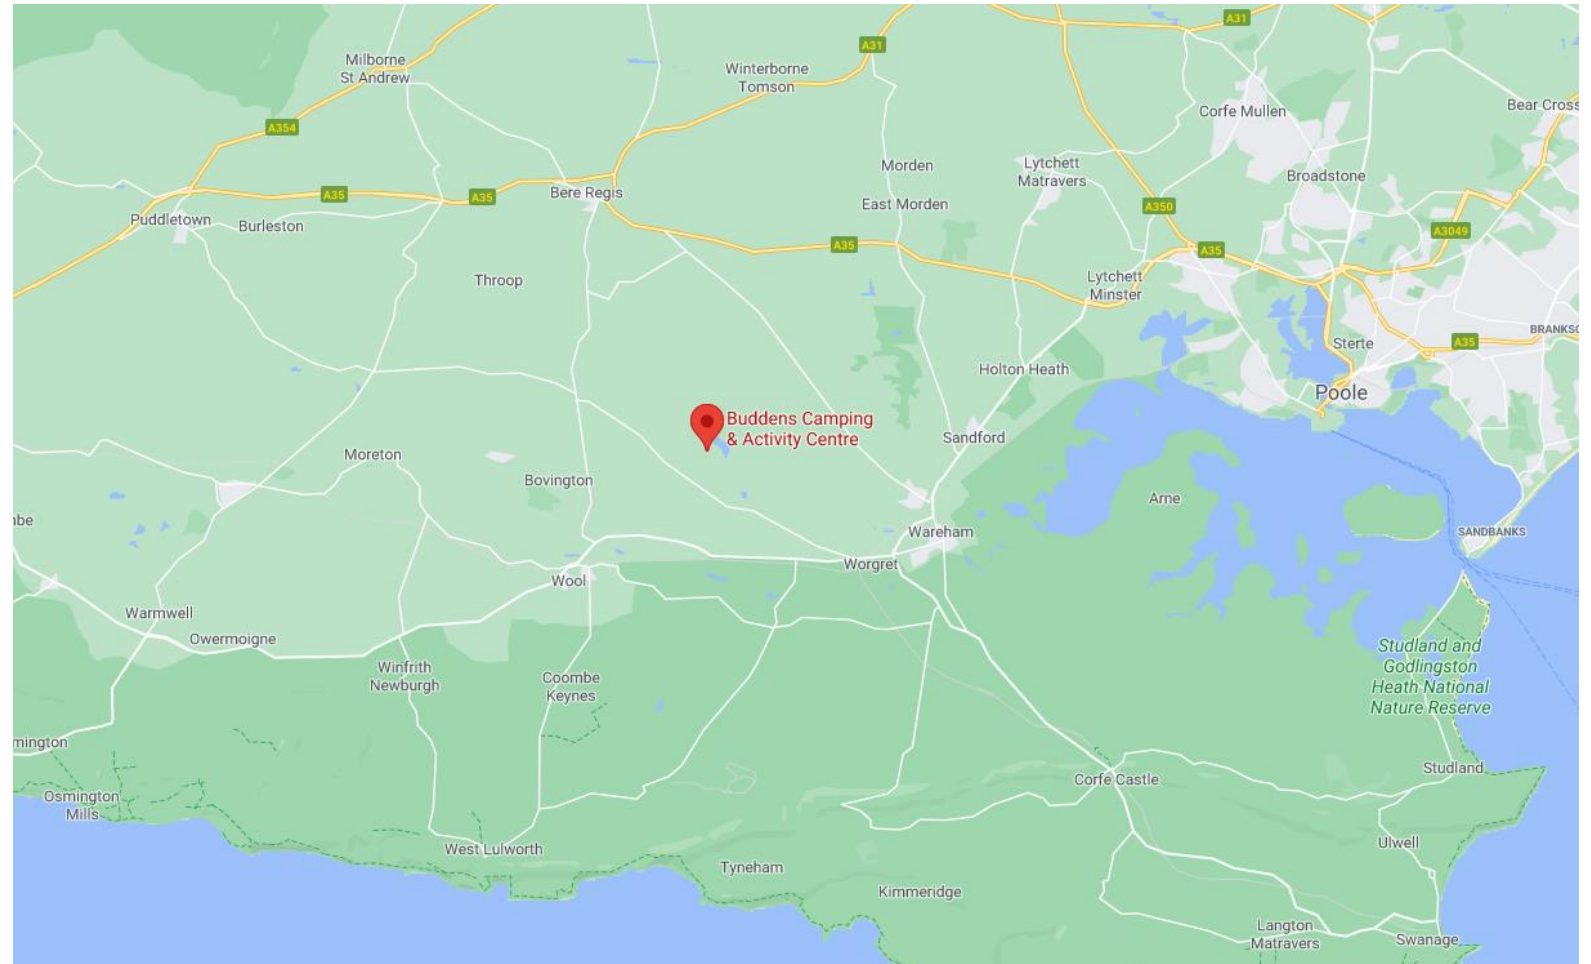 A31
A31
Milborne
St Andrew
Winterborne
Tomson
Corfe Mullen
Bear Cross
A354
Morden
Lytchett
Matravers
Broadstone
A35
A35
Bere Regis
East Morden
A350
Puddletown
Burleston
A3049
A35
A35
Throop
Lytchett
Minster
BRANKSO
Sterte
A35
Holton Heath
Poole
Buddens Camping
& Activity Centre
Sandford
Moreton
Bovington
Arne
Wareham
SANDBANKS
Worgret
Wool
Warmwell
Owermoigne
Studland and
Godlingston
Heath National
Nature Reserve
Winfrith
Newburgh
Coombe
Keynes
mington
Studland
Corfe Castle
Osmington
Mills
Ulwell
West Lulworth
Tyneham
Kimmeridge
Langton
Matravers
Swanage